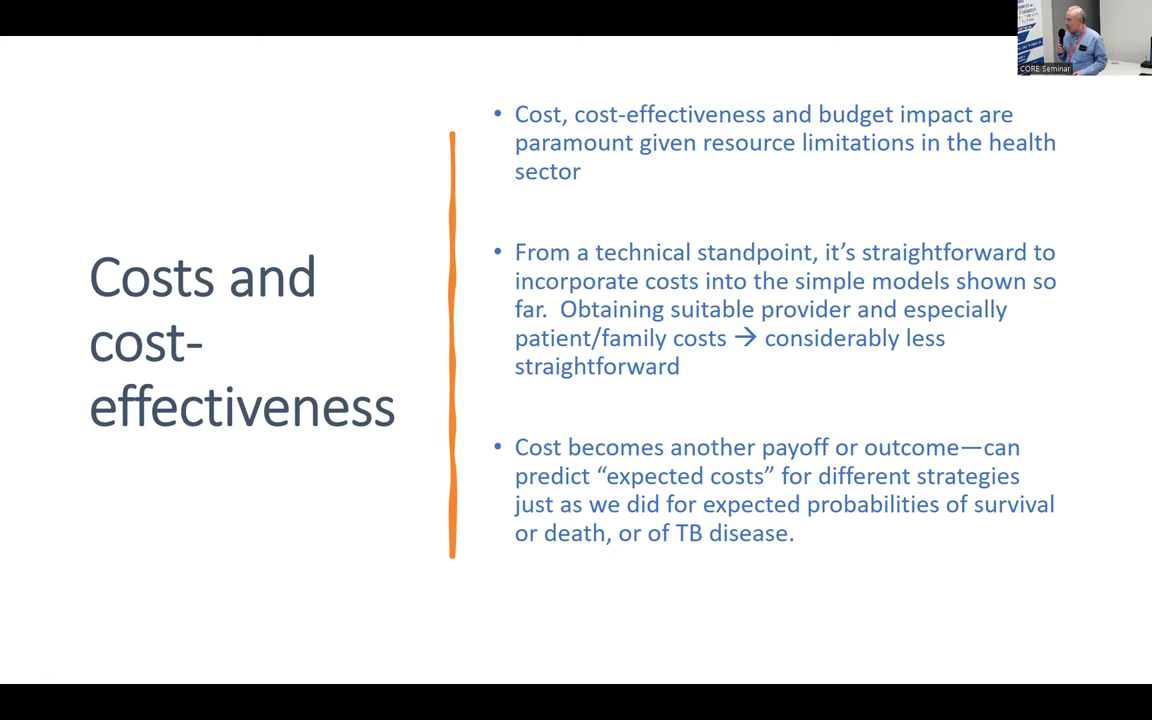 Costs and
cost-
effectiveness
• Cost, cost-effectiveness and budget impact are
paramount given resource limitations in the health
sector
• From a technical standpoint, it’s straightforward to
incorporate costs into the simple models shown so
far.  Obtaining suitable provider and especially
patient/family costs → considerably less
straightforward
• Cost becomes another payoff or outcome—can
predict “expected costs” for different strategies
just as we did for expected probabilities of survival
or death, or of TB disease.
CORE Seminar